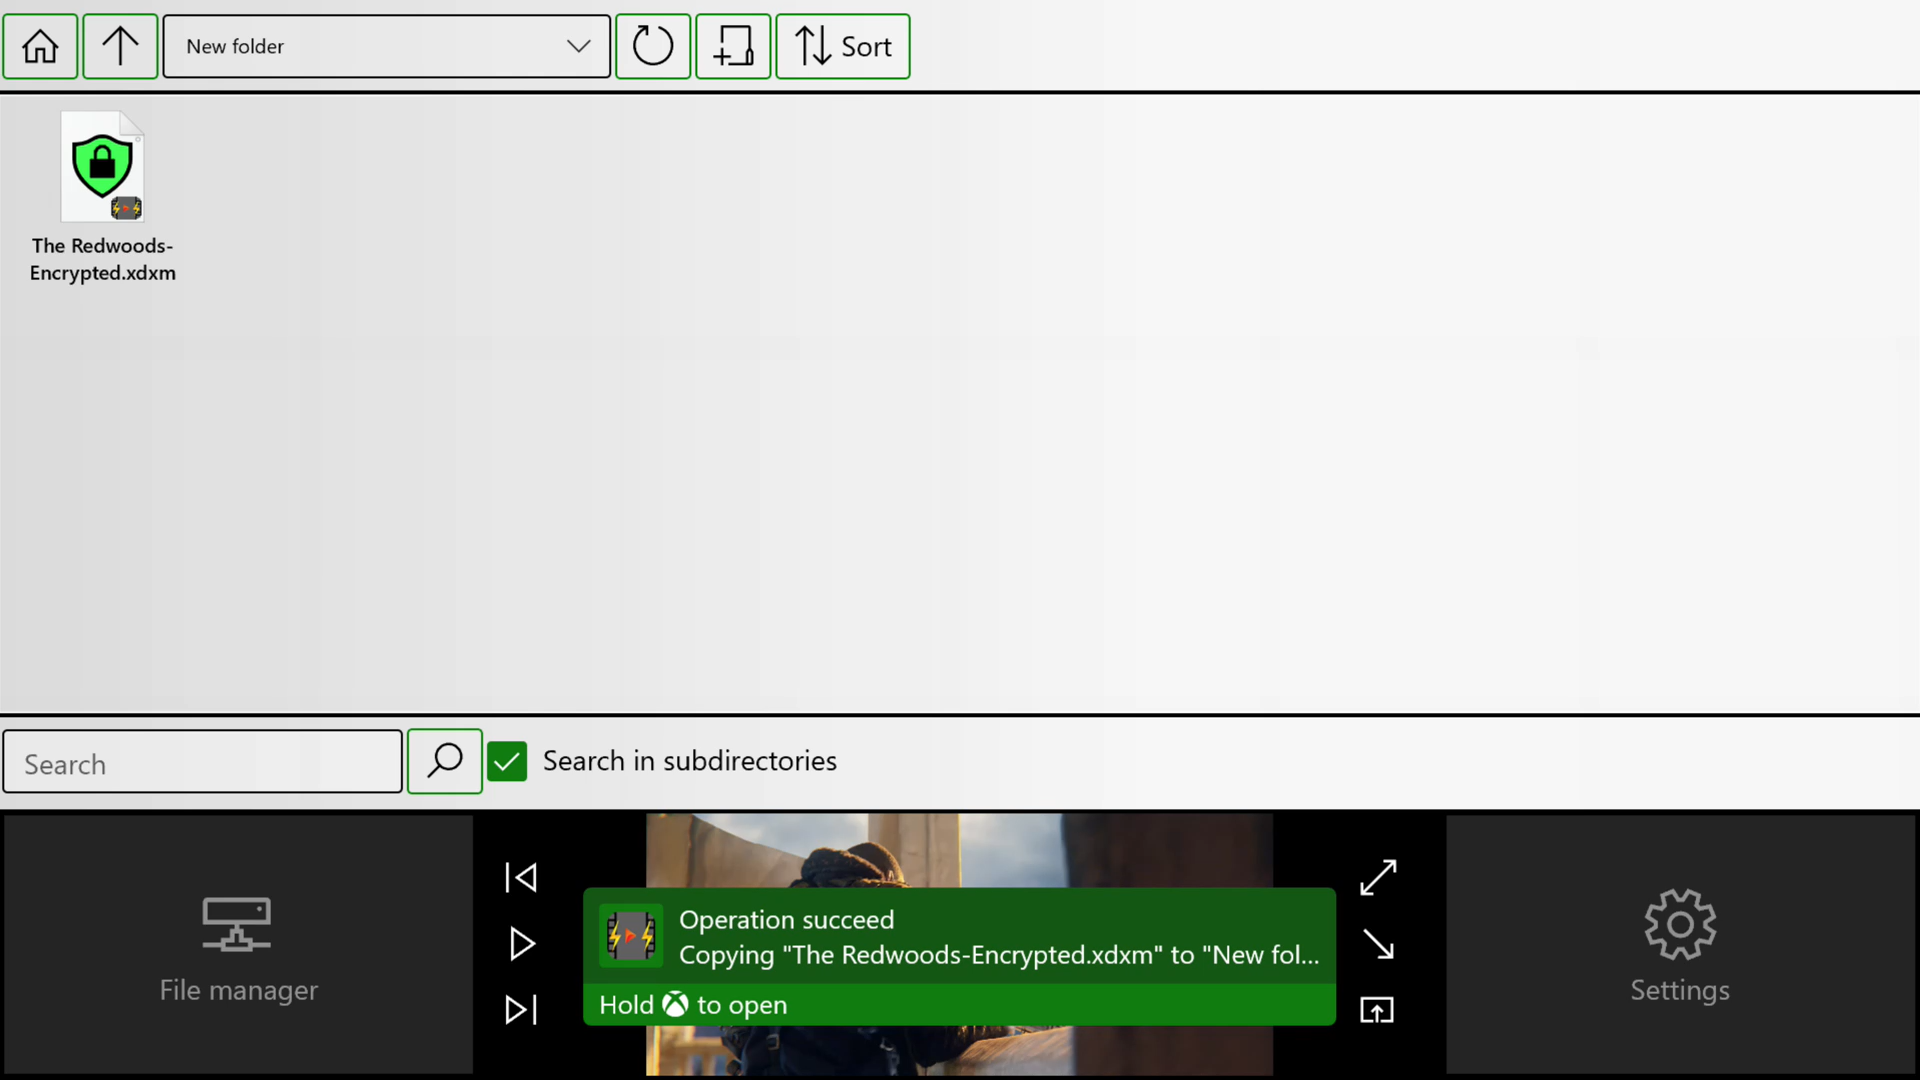 New folder
Sort
The Redwoods-
Encrypted.xdxm
Search
Search in subdirectories
Operation succeed
Copying "The Redwoods-Encrypted.xdxm" to "New fol...
Hold to open
File manager
Settings